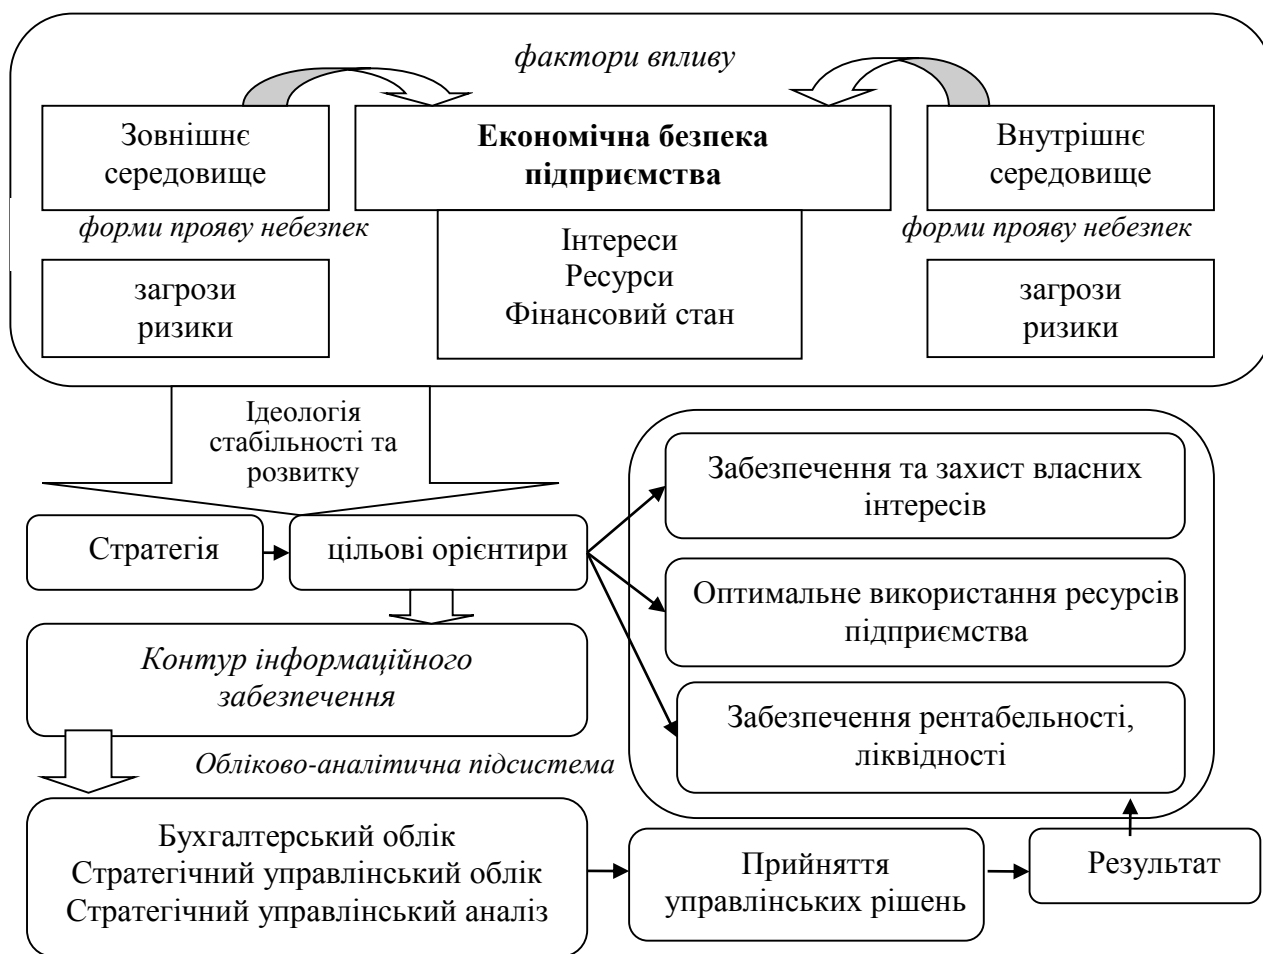 фактори впливу
Зовнішнє
середовище
Економічна безпека
підприємства
Внутрішнє
середовище
форми прояву небезпек
форми прояву небезпек
Інтереси
Ресурси
Фінансовий стан
загрози
ризики
загрози
ризики
Ідеологія
стабільності та
розвитку
Стратегія
цільові орієнтири
Забезпечення та захист власних
інтересів
Оптимальне використання ресурсів
підприємства
Забезпечення рентабельності,
ліквідності
Контур інформаційного
забезпечення
Обліково-аналітична підсистема
Бухгалтерський облік
Стратегічний управлінський облік
Стратегічний управлінський аналіз
Прийняття
управлінських рішень
Результат